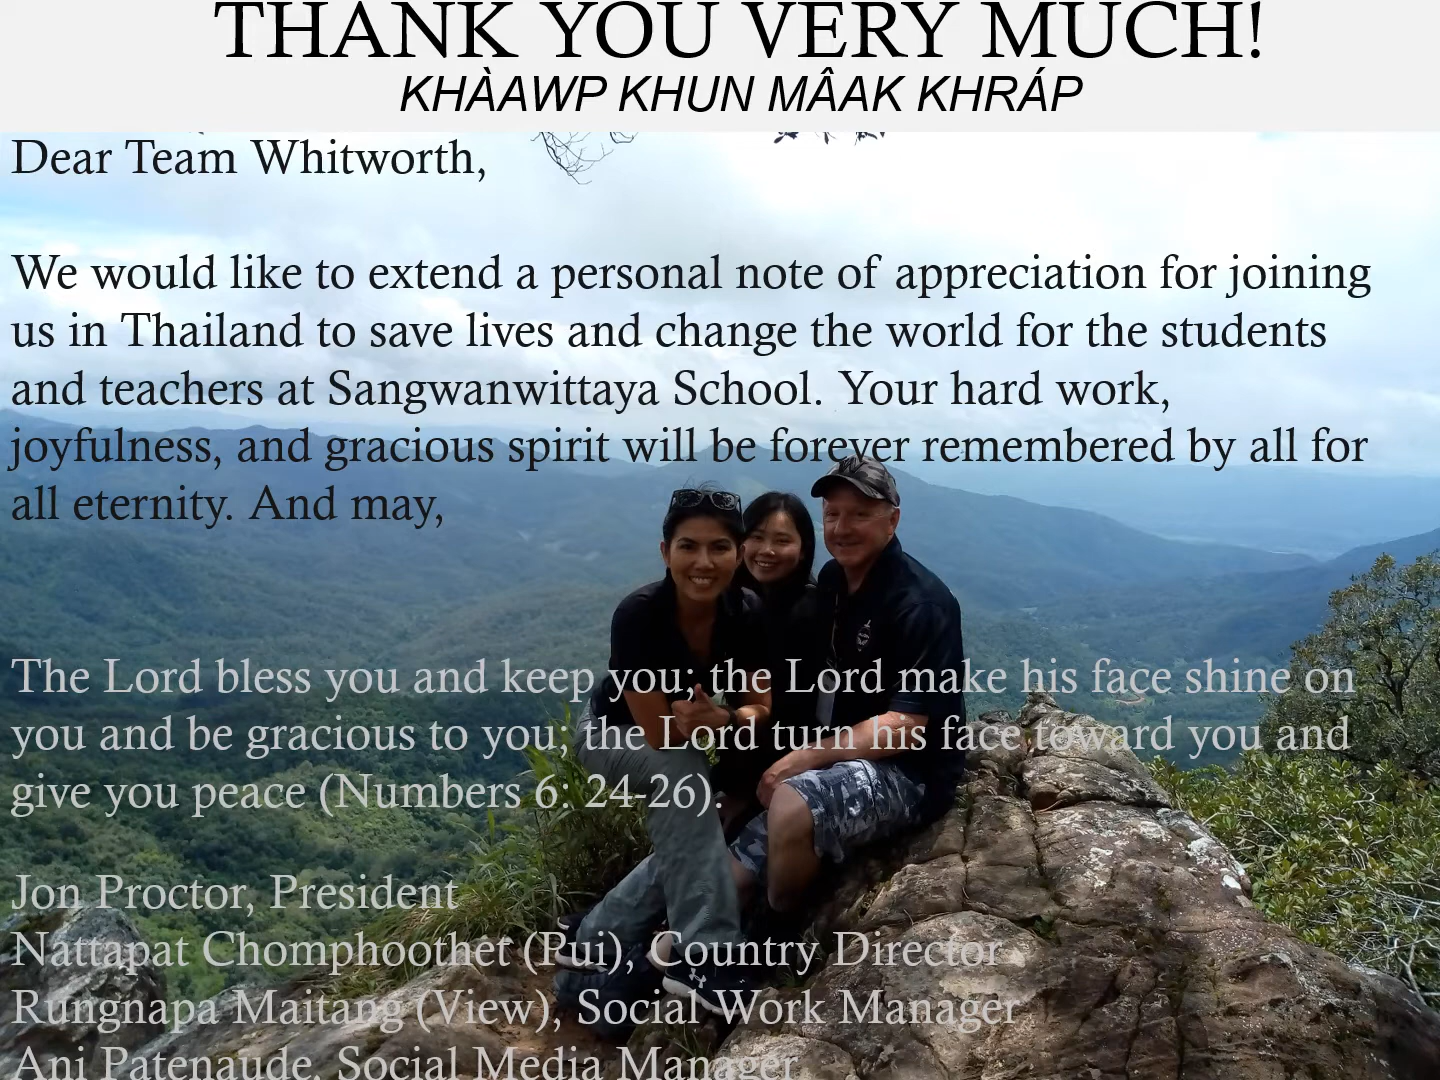 THANK YOU VERY MUCH!
KHÀAWP KHUN MÂAK KHRÁP
Dear Team Whitworth,
We would like to extend a personal note of appreciation for joining
us in Thailand to save lives and change the world for the students
and teachers at Sangwanwittaya School. Your hard work,
joyfulness, and gracious spirit will be forever remembered by all for
all eternity. And may,
The Lord bless you and keep you; the Lord make his face shine on
you and be gracious to you; the Lord turn his face toward you and
give you peace (Numbers 6: 24-26).
Jon Proctor, President
Nattapat Chomphoothet (Pui), Country Director
Rungnapa Maitang (View), Social Work Manager
Ani Patenaude, Social Media Manager